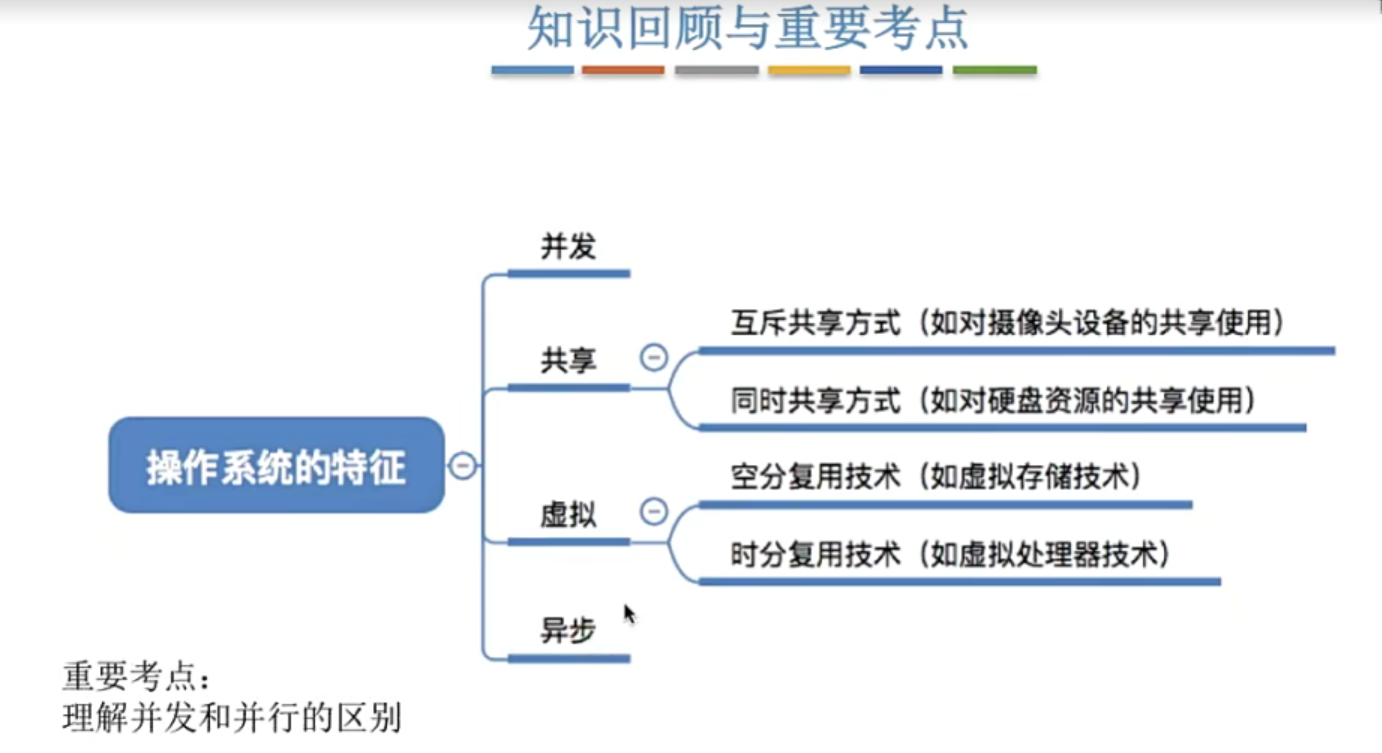 知识回顾与重要考点
并发
互斥共享方式（如对摄像头设备的共享使用）
共享
同时共享方式（如对硬盘资源的共享使用）
操作系统的特征
空分复用技术（如虚拟存储技术）
虚拟
时分复用技术（如虚拟处理器技术）
异步
重要考点：
理解并发和并行的区别